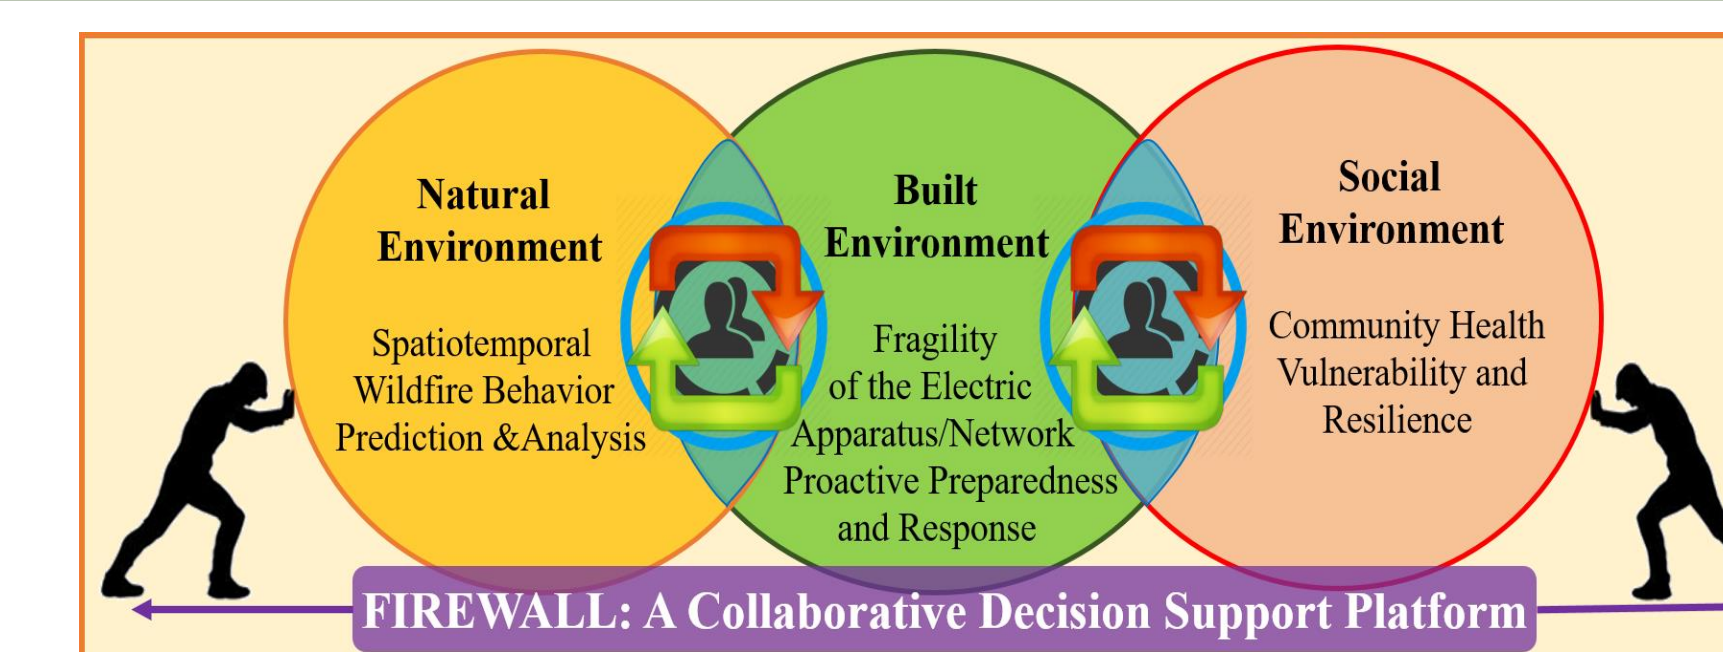 Natural
Environment
Spatiotemporal
Wildfire Behavior
Prediction &Analysis
Built
Environment
Fragility
of the Electric
Apparatus/Network
Proactive Preparedness
and Response
Social
Environment
Community Health
Vulnerability and
Resilience
FIREWALL: A Collaborative Decision Support Platform